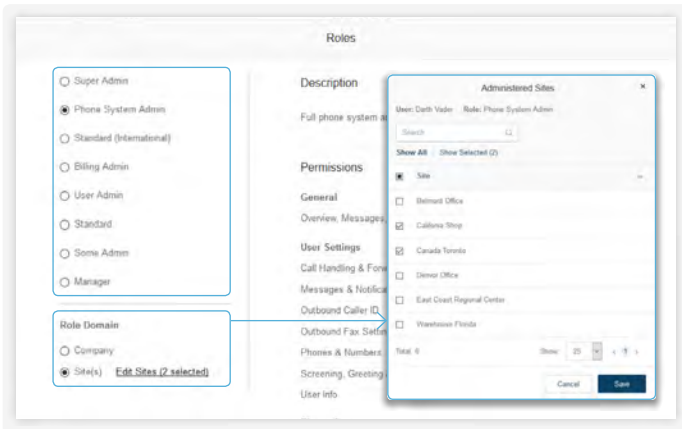 Roles
Super Admin
Phone System Admin
Standard (International)
Billing Admin
User Admin
Standard
Some Admin
Manager
Role Domain
Company
Site(s) Edit Sites (2 selected)
Description
Full phone system a
Permissions
General
Overview, Messages,
User Settings
Call Handling & Forw
Messages & Notifica
Outbound Caller ID
Outbound Fax Settin
Phones & Numbers
Screening, Greeting
User Info
Administered Sites
User: Darth Vader Role: Phone System Admin
Search
Show All Show Selected (2)
Site
Belmont Office
Shop
Canada Toronto
Denver Office
East Coast Regional Center
Warehouse Florida
Total: 6 Show: 25 1
Cancel Save